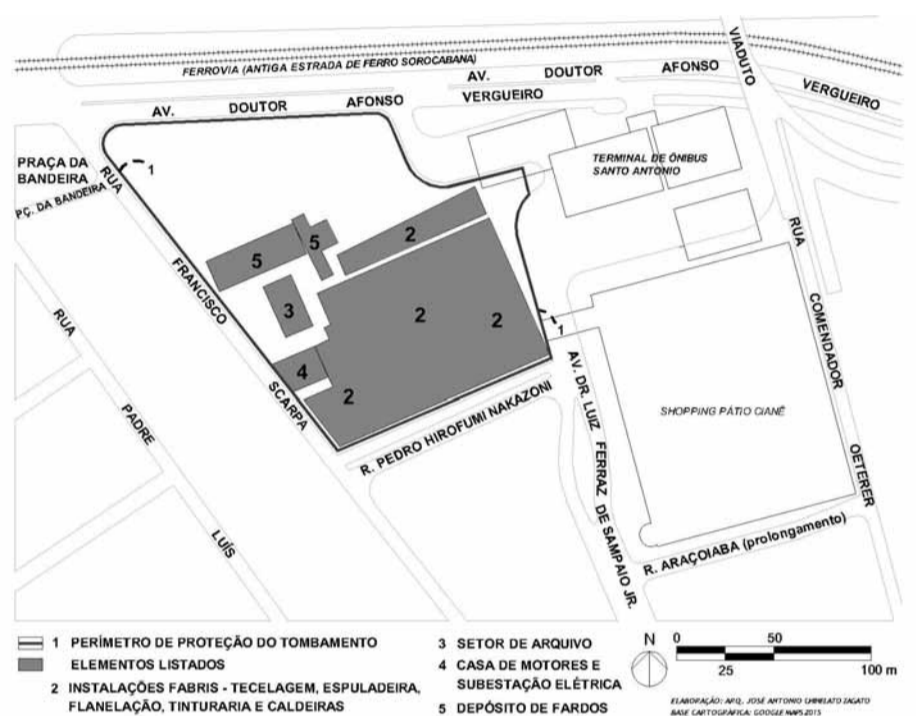 VIADUTO
FERROVIA (ANTIGA ESTRADA DE FERRO SOROCABANA)
AV. DOUTOR AFONSO
VERGUEIRO
AV. DOUTOR AFONSO VERGUEIRO
PRAÇA DA
BANDEIRA
PÇ. DA BANDEIRA
1
TERMINAL DE ÔNIBUS
SANTO ANTONIO
RUA FRANCISCO SCARPA
5
5
2
3
2
2
4
2
1
RUA COMENDADOR OETERER
RUA PADRE LUÍS
R. PEDRO HIROFUMI NAKAZONI
AV. DR. LUIZ FERRAZ DE SAMPAIO JR.
SHOPPING PÁTIO CIANÊ
R. ARAÇOIABA (prolongamento)
1 PERÍMETRO DE PROTEÇÃO DO TOMBAMENTO
ELEMENTOS LISTADOS
2 INSTALAÇÕES FABRIS - TECELAGEM, ESPULADEIRA,
FLANELAÇÃO, TINTURARIA E CALDEIRAS
3 SETOR DE ARQUIVO
4 CASA DE MOTORES E
SUBESTAÇÃO ELÉTRICA
5 DEPÓSITO DE FARDOS
N
0 50
25 100 m
ELABORAÇÃO: ARQ. JOSÉ ANTONIO ZAGATO
BASE CARTOGRÁFICA: GOOGLE MAPS 2015